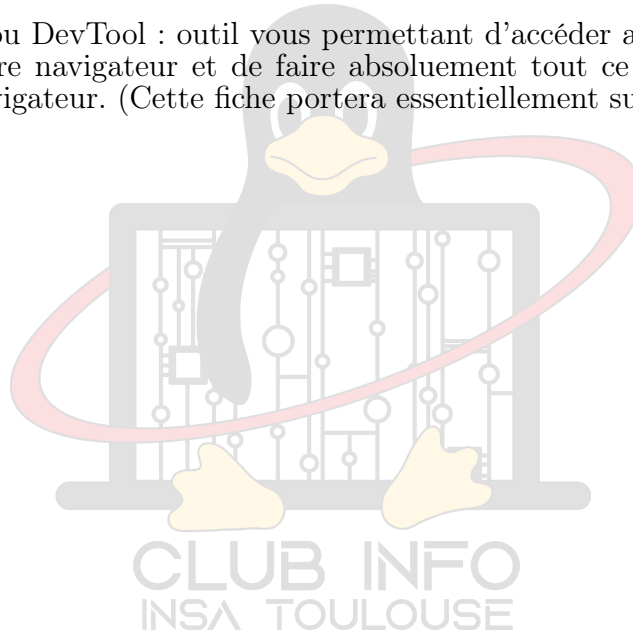 ou DevTool : outil vous permettant d'accéder a
re navigateur et de faire absoluement tout ce
vigateur. (Cette fiche portera essentiellement su
CLUB INFO
INSA TOULOUSE